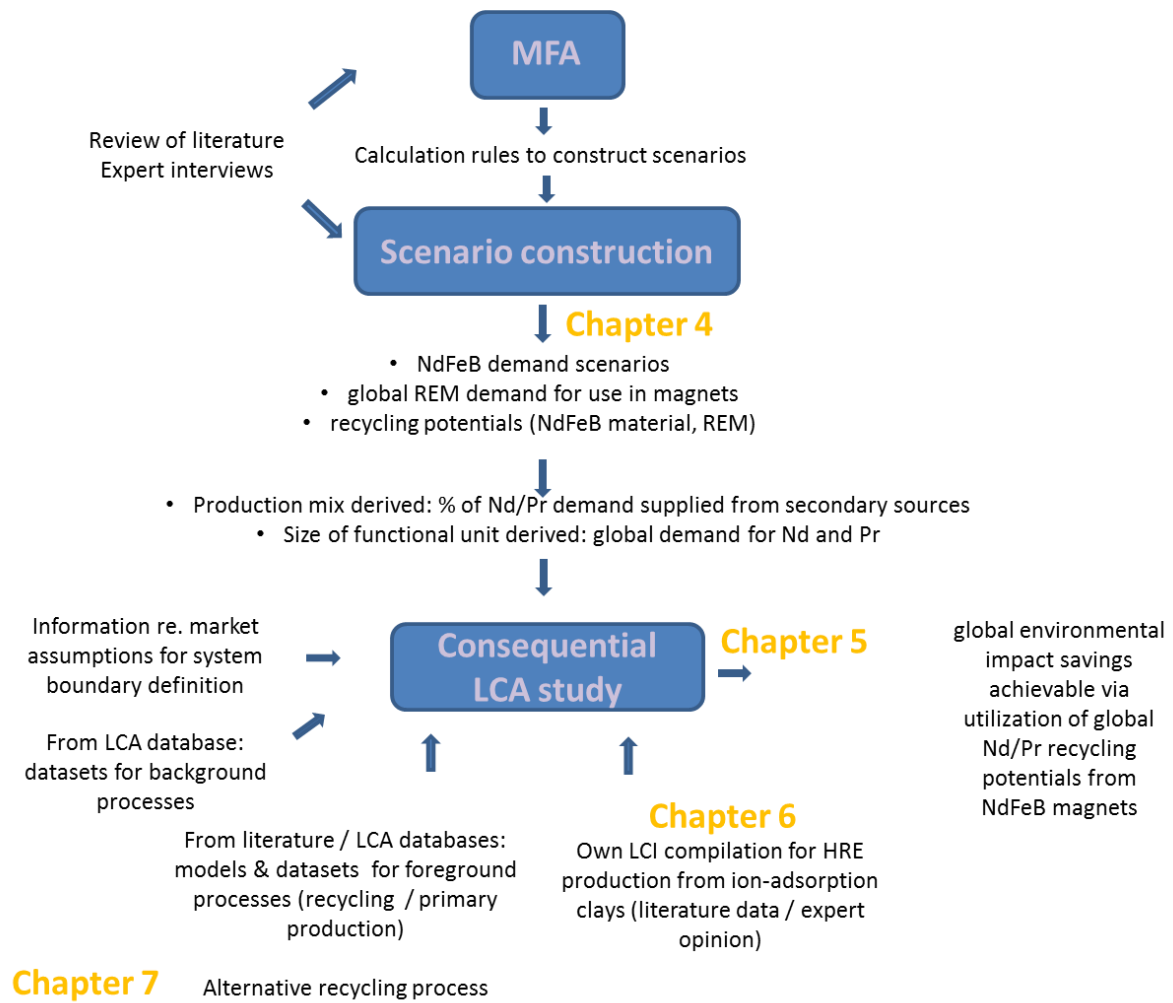 MFA
Review of literature
Expert interviews
Calculation rules to construct scenarios
Scenario construction
Chapter 4
• NdFeB demand scenarios
• global REM demand for use in magnets
• recycling potentials (NdFeB material, REM)
• Production mix derived: % of Nd/Pr demand supplied from secondary sources
• Size of functional unit derived: global demand for Nd and Pr
Information re. market
assumptions for system
boundary definition
Consequential
LCA study
Chapter 5
global environmental
impact savings
achievable via
utilization of global
Nd/Pr recycling
potentials from
NdFeB magnets
From LCA database:
datasets for background
processes
From literature / LCA databases:
models & datasets for foreground
processes (recycling / primary
production)
Chapter 6
Own LCI compilation for HRE
production from ion-adsorption
clays (literature data / expert
opinion)
Chapter 7
Alternative recycling process